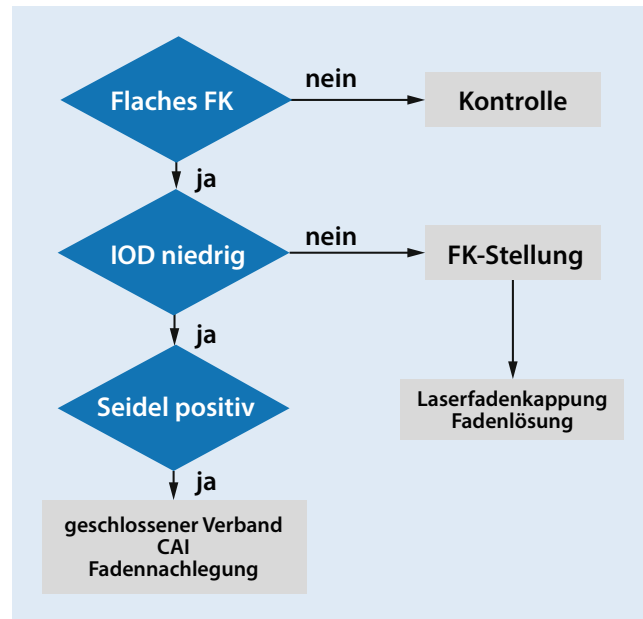 Flaches FK
nein
Kontrolle
ja
IOD niedrig
nein
FK-Stellung
ja
Seidel positiv
Laserfadenkappung
Fadenlösung
ja
geschlossener Verband
CAI
Fadennachlegung